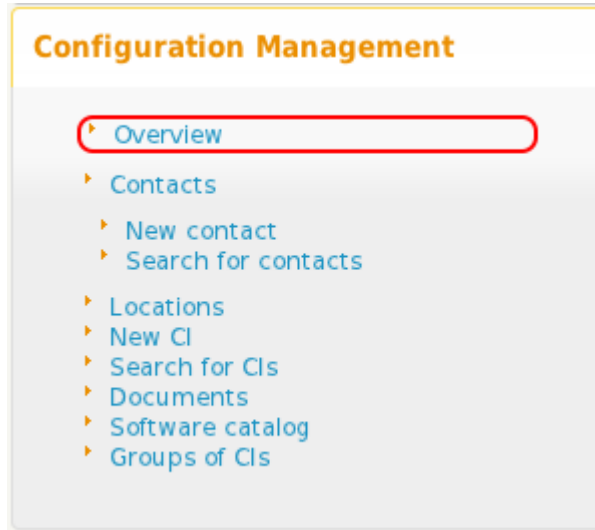 Configuration Management
Overview
Contacts
New contact
Search for contacts
Locations
New CI
Search for CIs
Documents
Software catalog
Groups of CIs